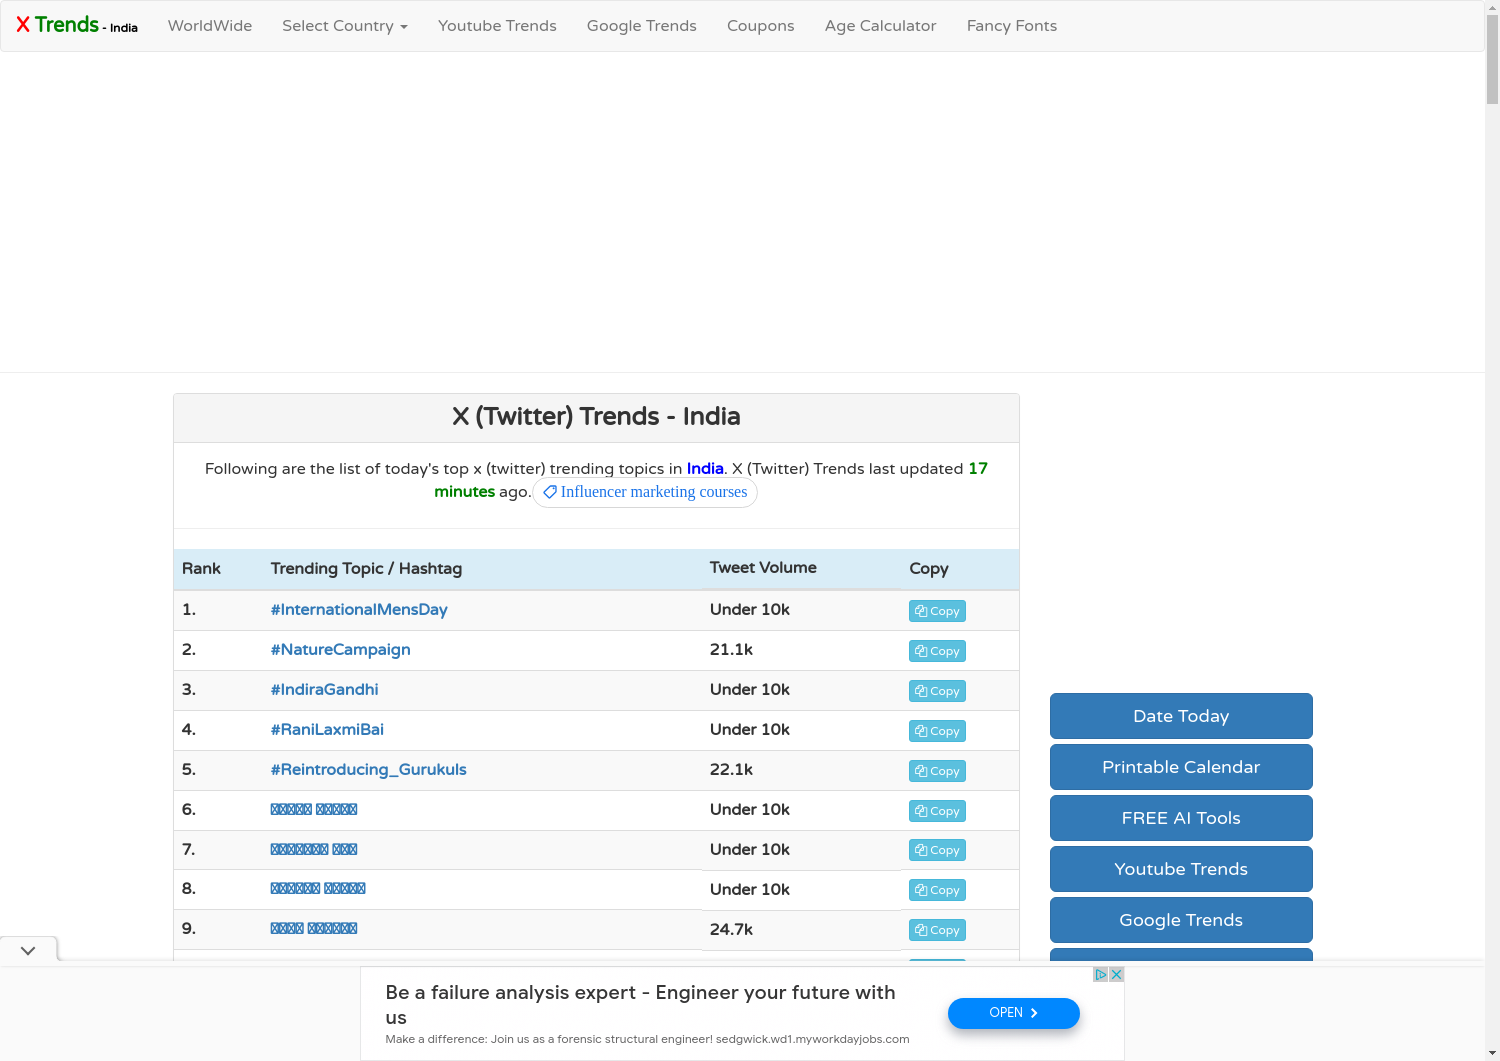 X Trends - India WorldWide Select Country Youtube Trends Google Trends Coupons Age Calculator Fancy Fonts
X (Twitter) Trends - India
Following are the list of today's top x (twitter) trending topics in India. X (Twitter) Trends last updated 17
minutes ago. Influencer marketing courses
Rank Trending Topic / Hashtag Tweet Volume Copy
1. #InternationalMensDay Under 10k Copy
2. #NatureCampaign 21.1k Copy
3. #IndiraGandhi Under 10k Copy
4. #RaniLaxmiBai Under 10k Copy
5. #Reintroducing_Gurukuls 22.1k Copy
6. Under 10k Copy
7. Under 10k Copy
8. Under 10k Copy
9. 24.7k Copy
Date Today
Printable Calendar
FREE AI Tools
Youtube Trends
Google Trends
Be a failure analysis expert - Engineer your future with
us
Make a difference: Join us as a forensic structural engineer! sedgwick.wd1.myworkdayjobs.com
OPEN